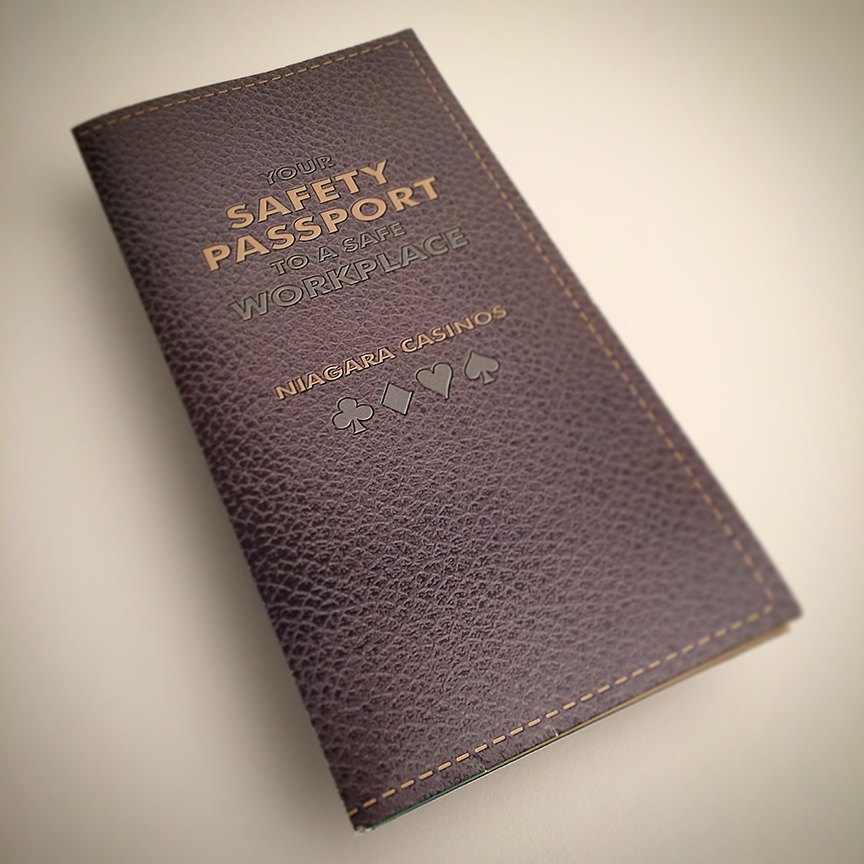 YOUR
SAFETY
PASSPORT
TO A SAFE
WORKPLACE
NIAGARA CASINOS